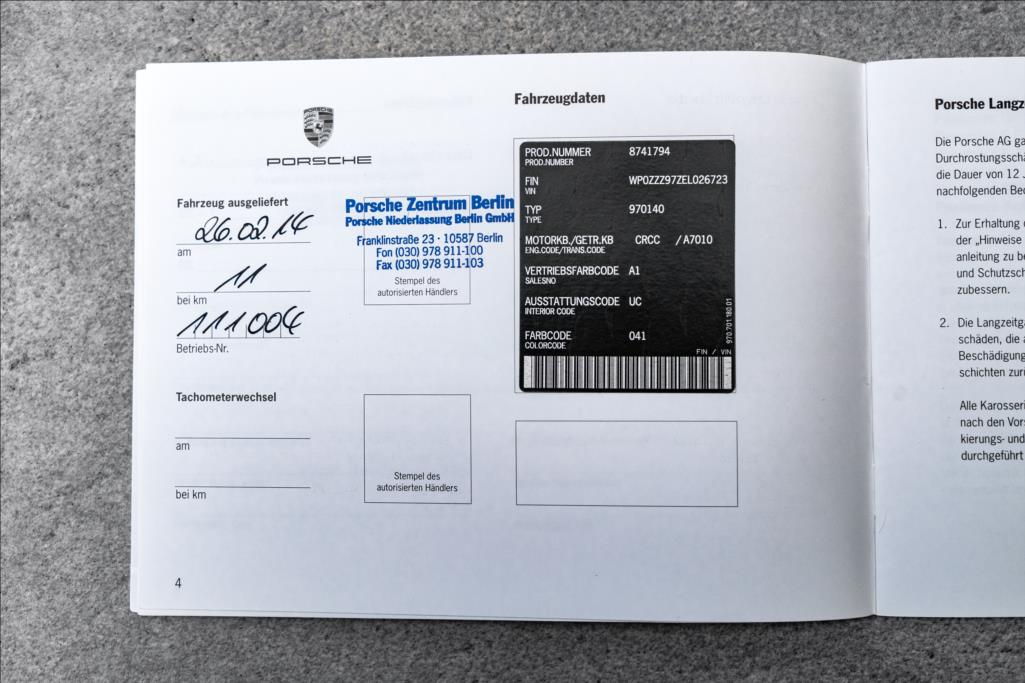 PORSCHE
PORSCHE
Fahrzeug ausgeliefert
26.02.14
am
11
bei km
111004
Betriebs-Nr.
Porsche Zentrum Berlin
Porsche Niederlassung Berlin GmbH
Franklinstraße 23 · 10587 Berlin
Fon (030) 978 911-100
Fax (030) 978 911-103
Stempel des
autorisierten Händlers
Tachometerwechsel
am
bei km
Stempel des
autorisierten Händlers
4
Fahrzeugdaten
PROD.NUMMER 8741794
PROD.NUMBER
FIN WP0ZZZ97ZEL026723
VIN
TYP 970140
TYPE
MOTORKB./GETR.KB CRCC / A7010
ENG.CODE/TRANS.CODE
VERTRIEBSFARBCODE A1
SALESNO
AUSSTATTUNGSCODE UC
INTERIOR CODE
FARBCODE 041
COLORCODE
FIN / VIN
970.701.180.01
Porsche Langze
Die Porsche AG ga
Durchrostungsschä
die Dauer von 12 J
nachfolgenden Bed
1. Zur Erhaltung
der „Hinweise
anleitung zu be
und Schutzsch
zubessern.
2. Die Langzeitga
schäden, die a
Beschädigung
schichten zurü
Alle Karosseri
nach den Vors
kierungs- und
durchgeführt